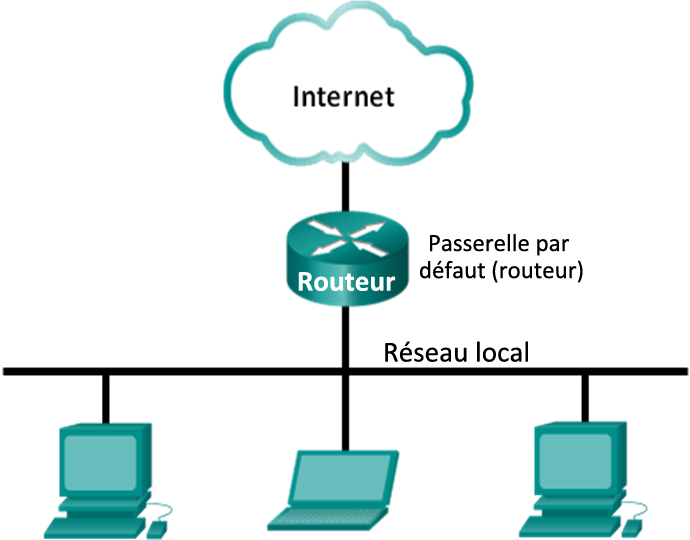 Internet
Passerelle par
défaut (routeur)
Routeur
Réseau local